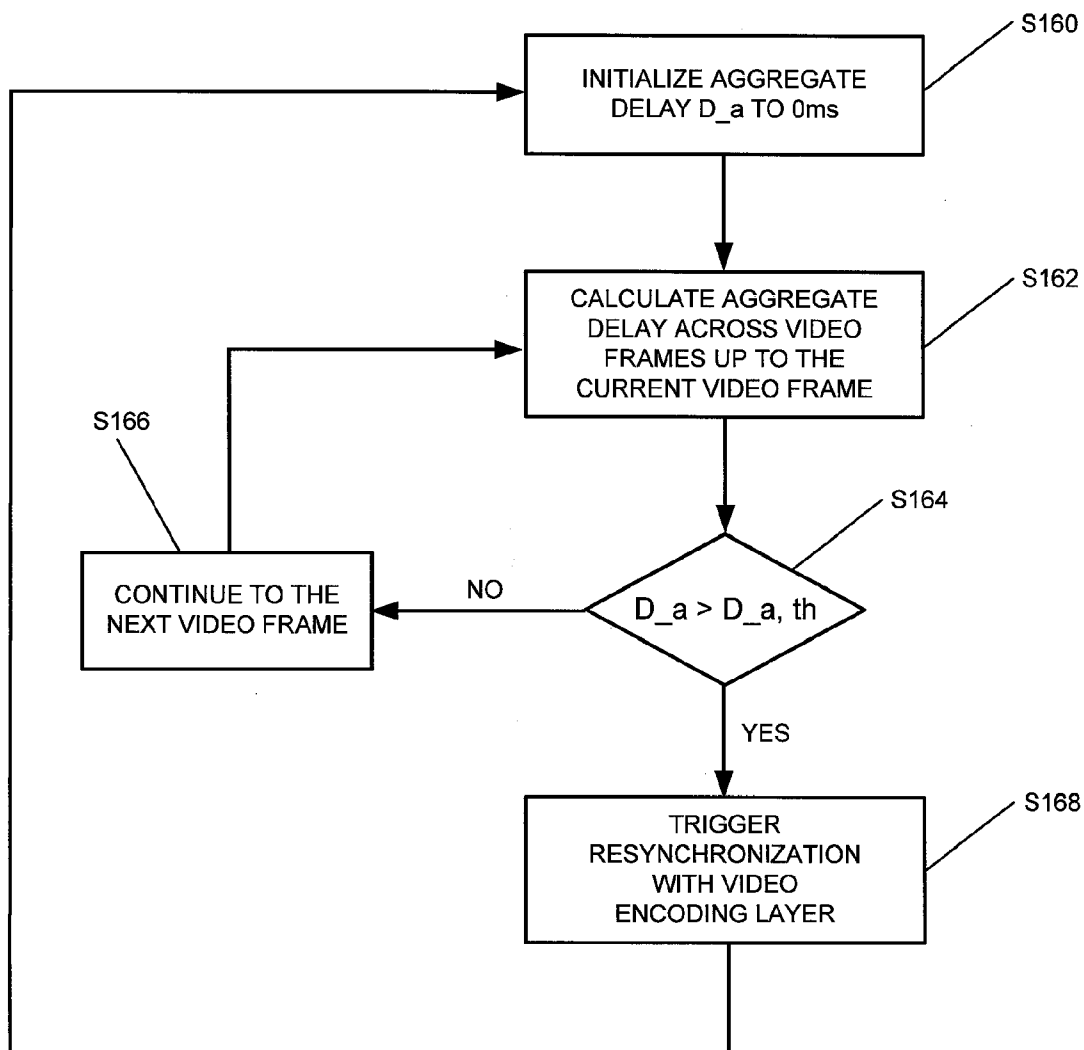 S160
INITIALIZE AGGREGATE
DELAY D_a TO 0ms
S162
CALCULATE AGGREGATE
DELAY ACROSS VIDEO
FRAMES UP TO THE
CURRENT VIDEO FRAME
S166
S164
CONTINUE TO THE
NEXT VIDEO FRAME
NO
D_a > D_a, th
YES
S168
TRIGGER
RESYNCHRONIZATION
WITH VIDEO
ENCODING LAYER